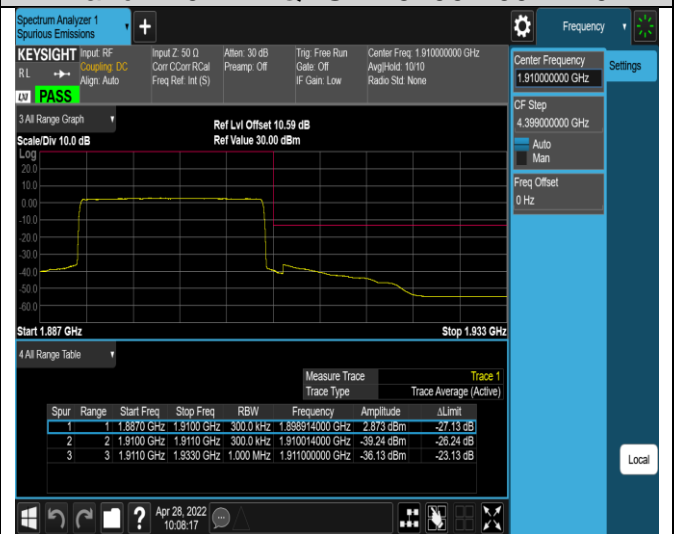 Spectrum Analyzer 1
Spurious Emissions
+
Frequency
KEYSIGHT Input: RF Input Z: 50 Ω Atten: 30 dB Trig: Free Run Center Freq: 1.910000000 GHz
RL Coupling: DC Corr CCorr RCal Preamp: Off Gate: Off Avg|Hold: 10/10
Align: Auto Freq Ref: Int (S) IF Gain: Low Radio Std: None
PASS
Center Frequency
1.910000000 GHz
Settings
CF Step
4.399000000 GHz
Auto
Man
Freq Offset
0 Hz
3 All Range Graph
Ref Lvl Offset 10.59 dB
Scale/Div 10.0 dB Ref Value 30.00 dBm
Log
20.0
10.0
0.00
-10.0
-20.0
-30.0
-40.0
-50.0
-60.0
Start 1.887 GHz Stop 1.933 GHz
4 All Range Table
Measure Trace Trace 1
Trace Type Trace Average (Active)
Spur Range Start Freq Stop Freq RBW Frequency Amplitude ΔLimit
1 1 1.8870 GHz 1.9100 GHz 300.0 kHz 1.898914000 GHz 2.873 dBm -27.13 dB
2 2 1.9100 GHz 1.9110 GHz 300.0 kHz 1.910014000 GHz -39.24 dBm -26.24 dB
3 3 1.9110 GHz 1.9330 GHz 1.000 MHz 1.911000000 GHz -36.13 dBm -23.13 dB
Local
? Apr 28, 2022
10:08:17